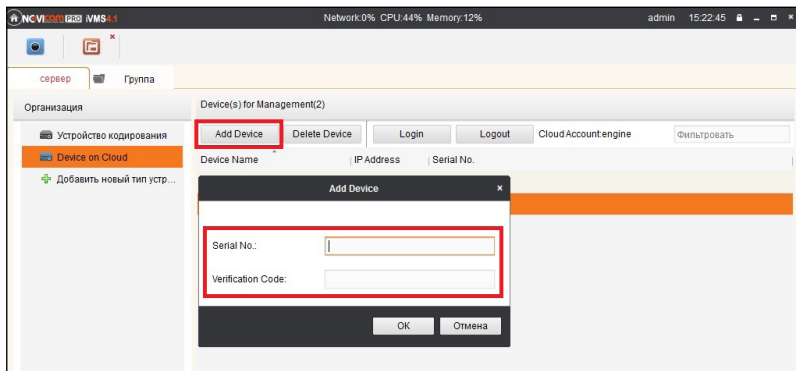 NOVIcam PRO iVMS4.1 Network:0% CPU:44% Memory:12% admin 15:22:45
сервер Группа
Организация Device(s) for Management(2)
Устройство кодирования Add Device Delete Device Login Logout Cloud Account:engine Фильтровать
Device on Cloud Device Name IP Address Serial No.
Добавить новый тип устр...
Add Device
Serial No.:
Verification Code:
OK Отмена